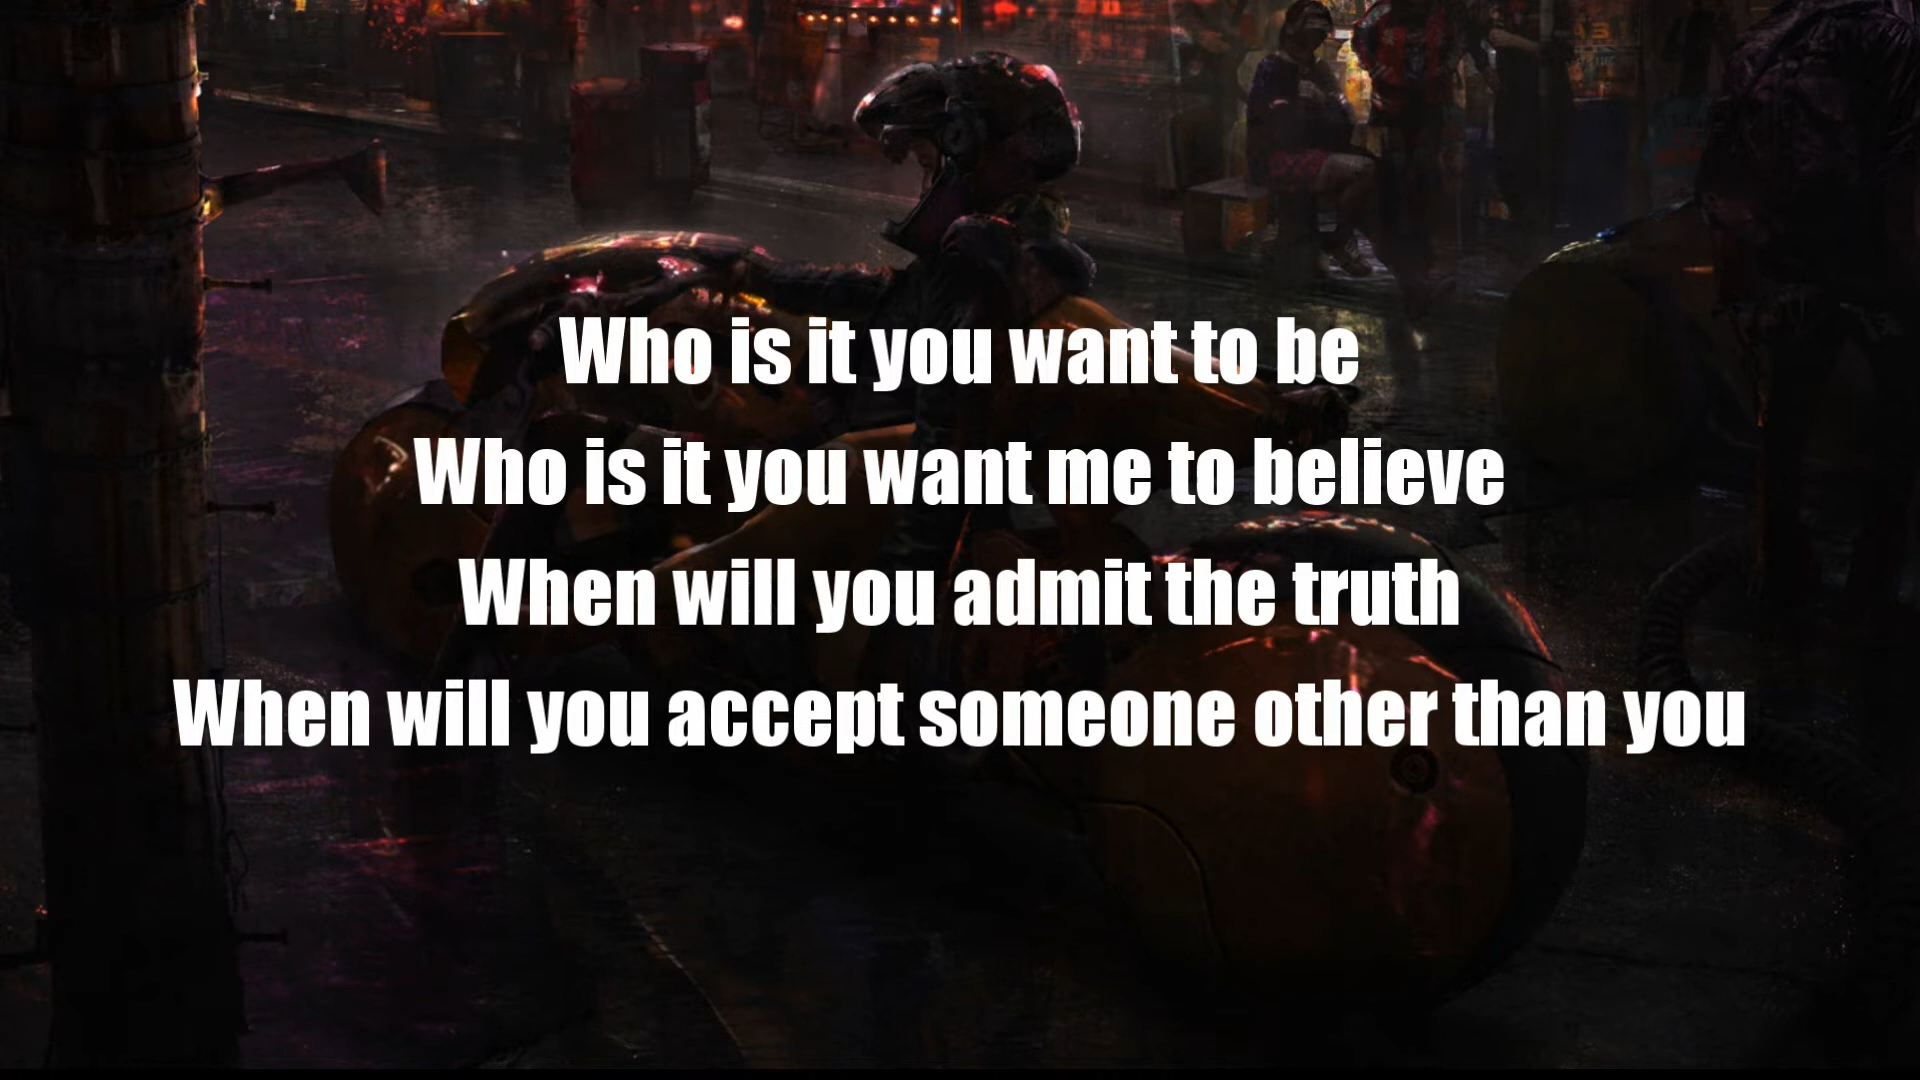 Who is it you want to be
Who is it you want me to believe
When will you admit the truth
When will you accept someone other than you